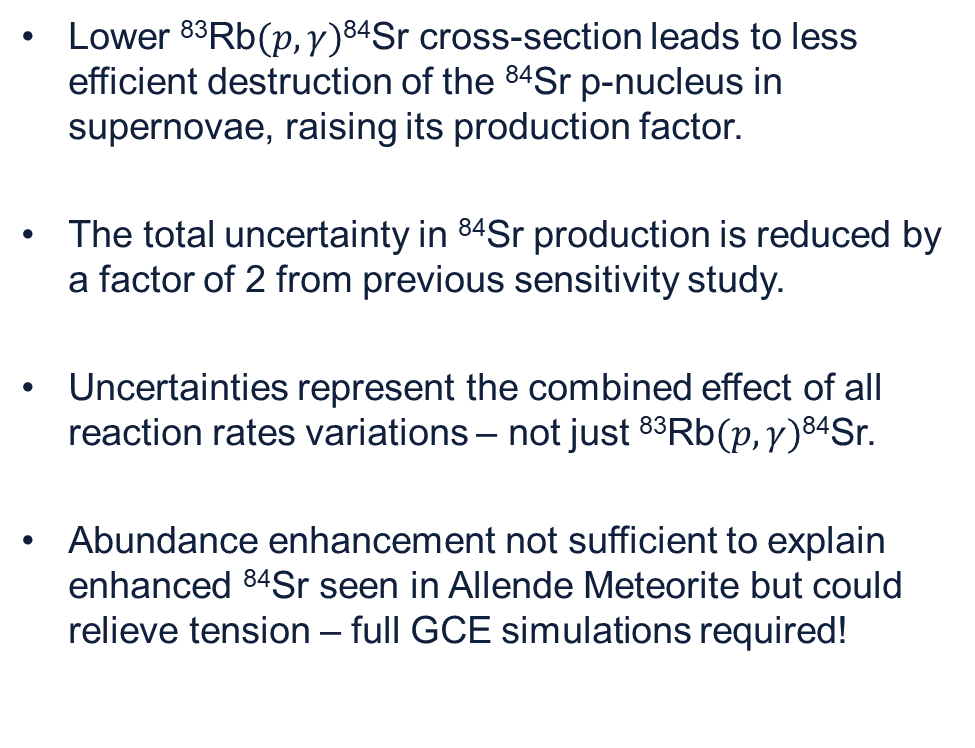 • Lower ⁸³Rb(𝑝, 𝛾)⁸⁴Sr cross-section leads to less
efficient destruction of the ⁸⁴Sr p-nucleus in
supernovae, raising its production factor.
• The total uncertainty in ⁸⁴Sr production is reduced by
a factor of 2 from previous sensitivity study.
• Uncertainties represent the combined effect of all
reaction rates variations – not just ⁸³Rb(𝑝, 𝛾)⁸⁴Sr.
• Abundance enhancement not sufficient to explain
enhanced ⁸⁴Sr seen in Allende Meteorite but could
relieve tension – full GCE simulations required!